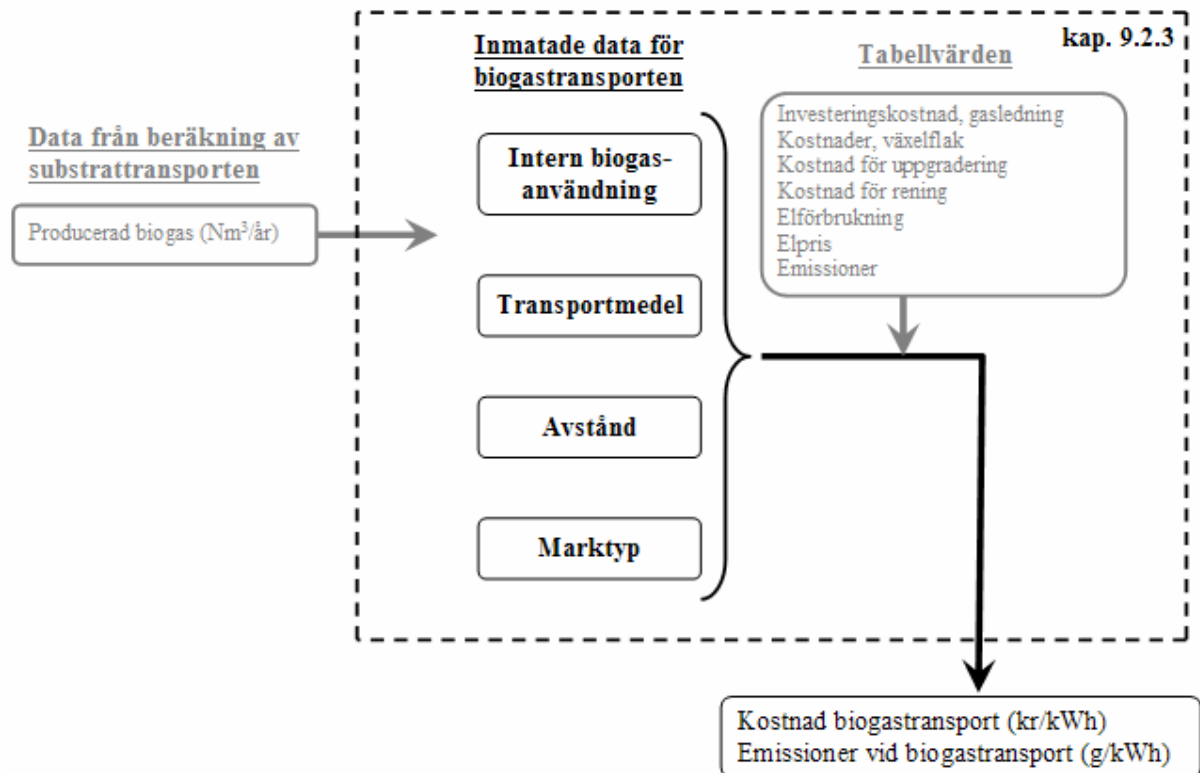 kap. 9.2.3
Inmatade data för
biogastransporten
Tabellvärden
Data från beräkning av
substrattransporten
Producerad biogas (Nm³/år)
Intern biogas-
användning
Transportmedel
Avstånd
Marktyp
Investeringskostnad, gasledning
Kostnader, växelflak
Kostnad för uppgradering
Kostnad för rening
Elförbrukning
Elpris
Emissioner
Kostnad biogastransport (kr/kWh)
Emissioner vid biogastransport (g/kWh)